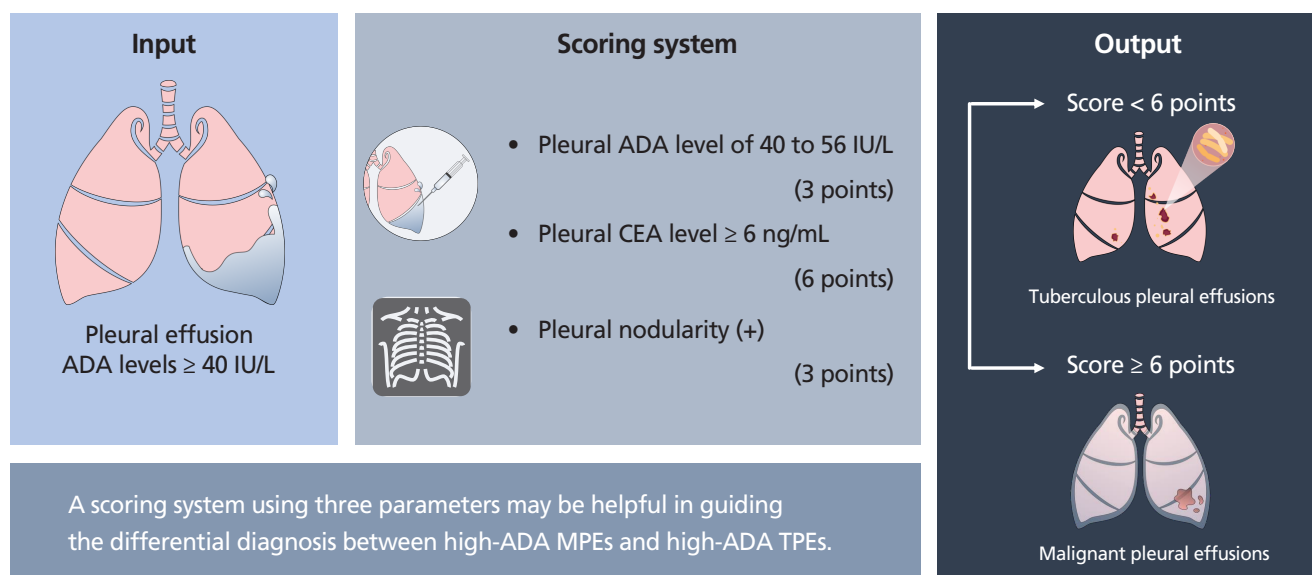 Input
Pleural effusion
ADA levels ≥ 40 IU/L
Scoring system
• Pleural ADA level of 40 to 56 IU/L
(3 points)
• Pleural CEA level ≥ 6 ng/mL
(6 points)
• Pleural nodularity (+)
(3 points)
Output
Score < 6 points
Tuberculous pleural effusions
Score ≥ 6 points
Malignant pleural effusions
A scoring system using three parameters may be helpful in guiding
the differential diagnosis between high-ADA MPEs and high-ADA TPEs.